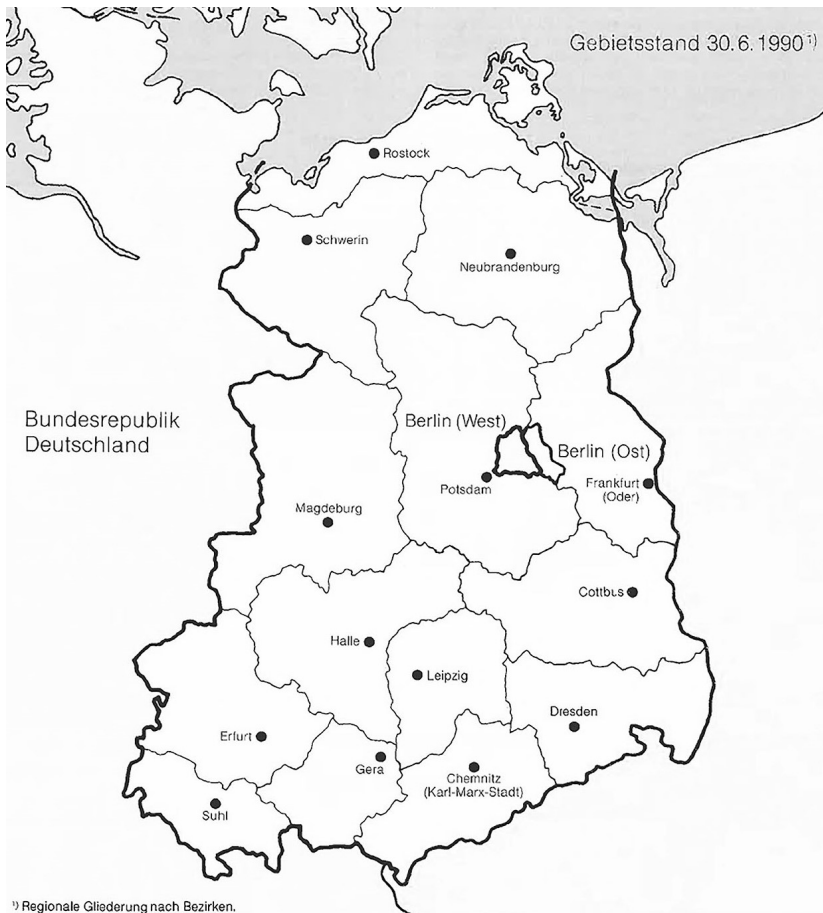 Gebietsstand 30.6.1990¹⁾
Rostock
Schwerin
Neubrandenburg
Bundesrepublik
Deutschland
Berlin (West)
Berlin (Ost)
Potsdam
Frankfurt
(Oder)
Magdeburg
Cottbus
Halle
Leipzig
Dresden
Erfurt
Gera
Chemnitz
(Karl-Marx-Stadt)
Suhl
¹⁾ Regionale Gliederung nach Bezirken.